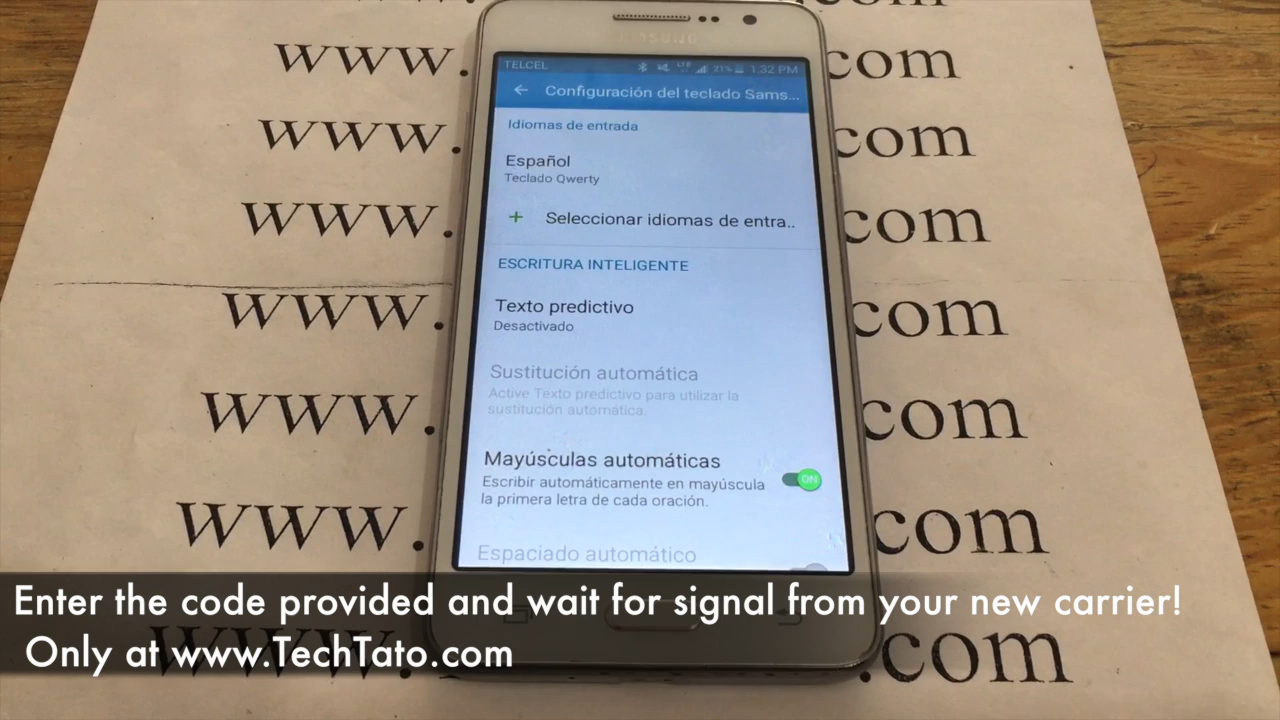 SAMSUNG
TELCEL LTE 21% 1:32 PM
Configuración del teclado Sams...
Idiomas de entrada
Español
Teclado Qwerty
+ Seleccionar idiomas de entra..
ESCRITURA INTELIGENTE
Texto predictivo
Desactivado
Sustitución automática
Active Texto predictivo para utilizar la
sustitución automática.
Mayúsculas automáticas
ON
Escribir automáticamente en mayúscula
la primera letra de cada oración.
Espaciado automático
www. com
www. com
www. com
www. com
www. com
www. .com
www. .com
Enter the code provided and wait for signal from your new carrier!
Only at www.TechTato.com